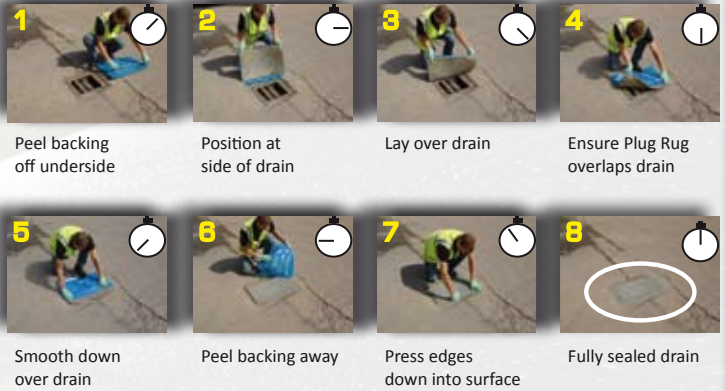 1
2
3
4
Peel backing
off underside
Position at
side of drain
Lay over drain
Ensure Plug Rug
overlaps drain
5
6
7
8
Smooth down
over drain
Peel backing away
Press edges
down into surface
Fully sealed drain